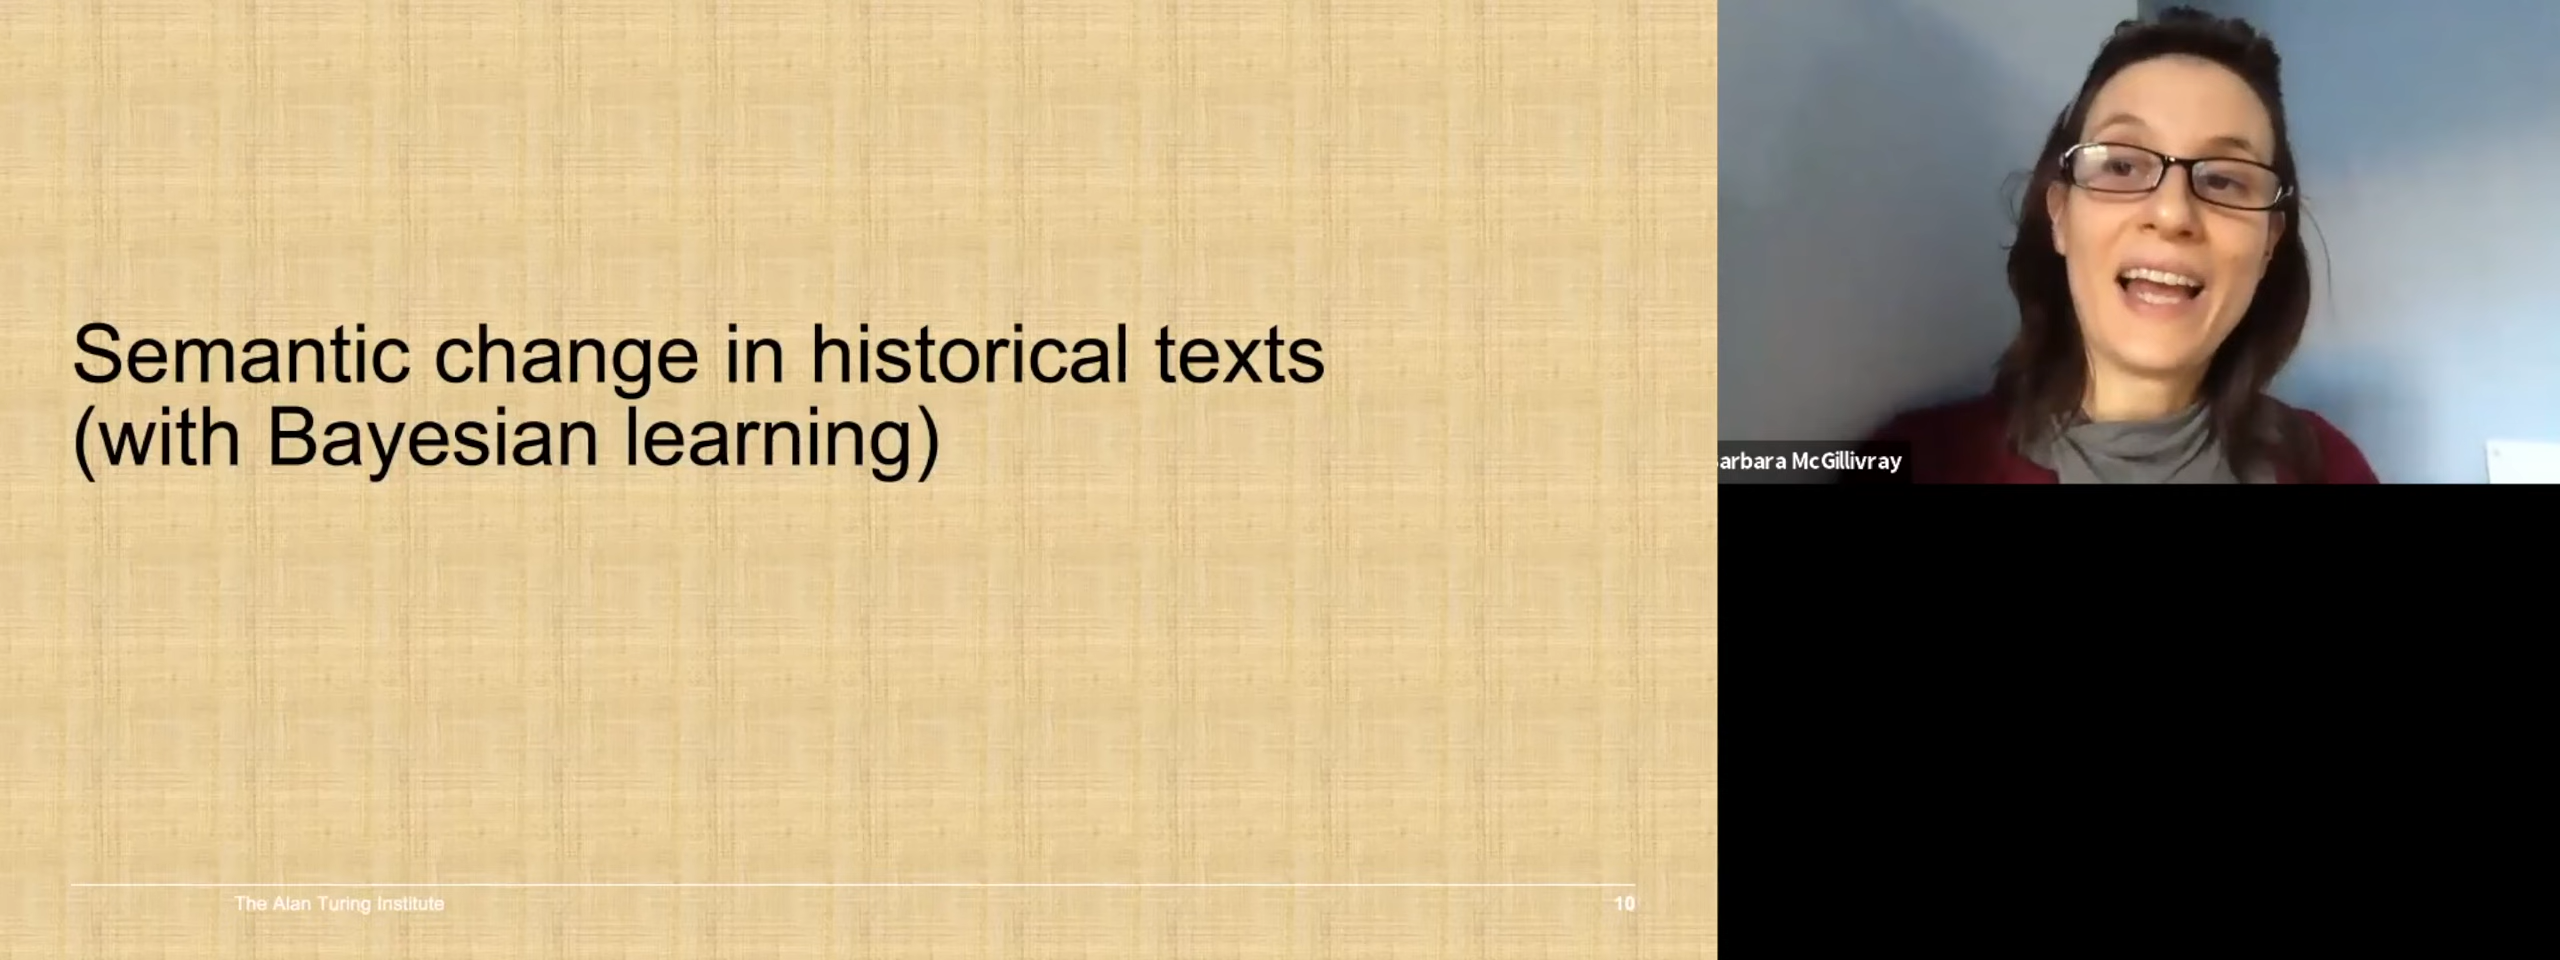 Semantic change in historical texts
(with Bayesian learning)
arbara McGillivray
The Alan Turing Institute
10